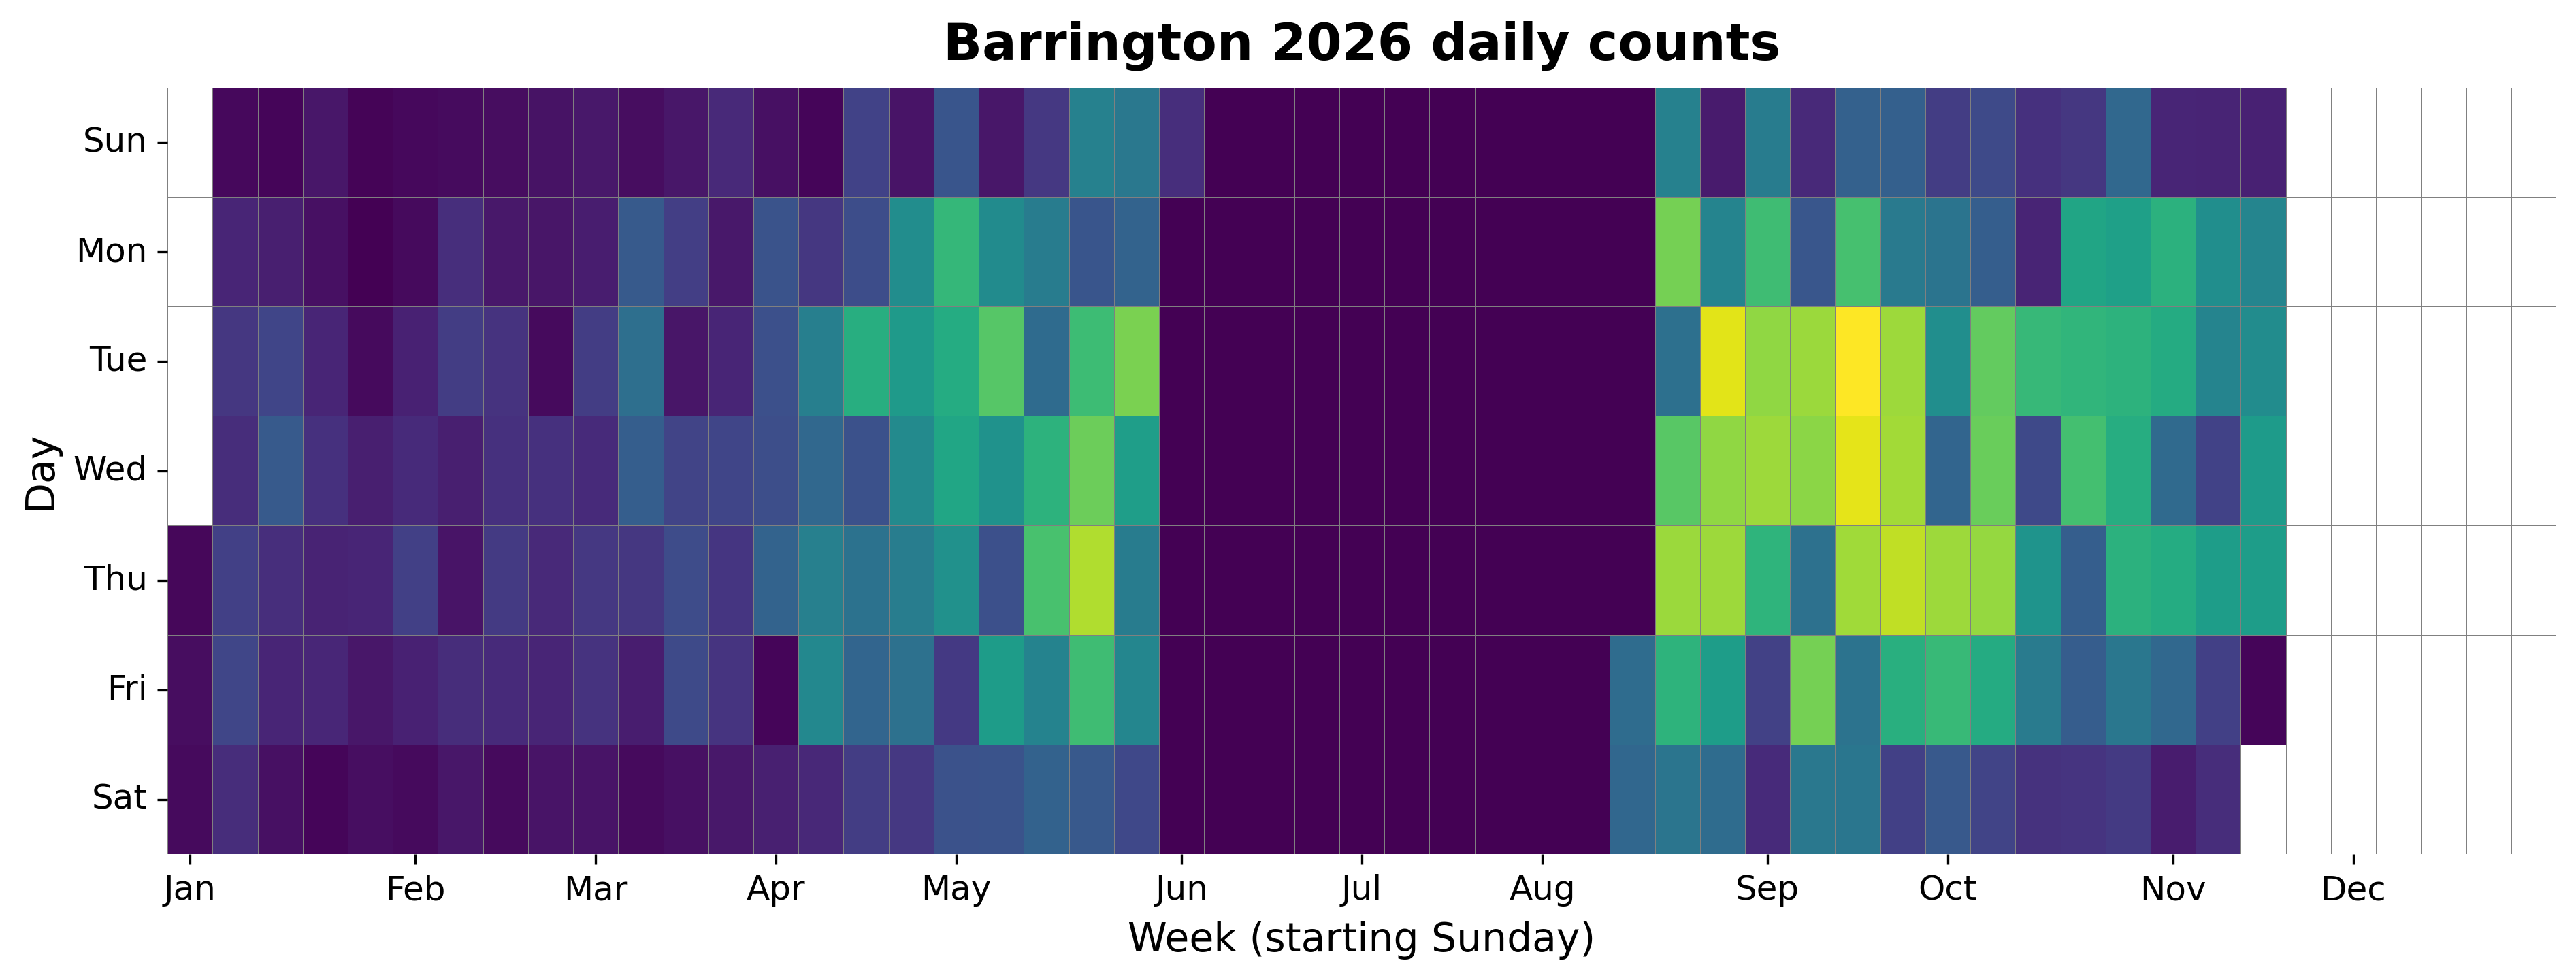 Barrington 2026 daily counts
Day
Sun
Mon
Tue
Wed
Thu
Fri
Sat
Jan Feb Mar Apr May Jun Jul Aug Sep Oct Nov Dec
Week (starting Sunday)